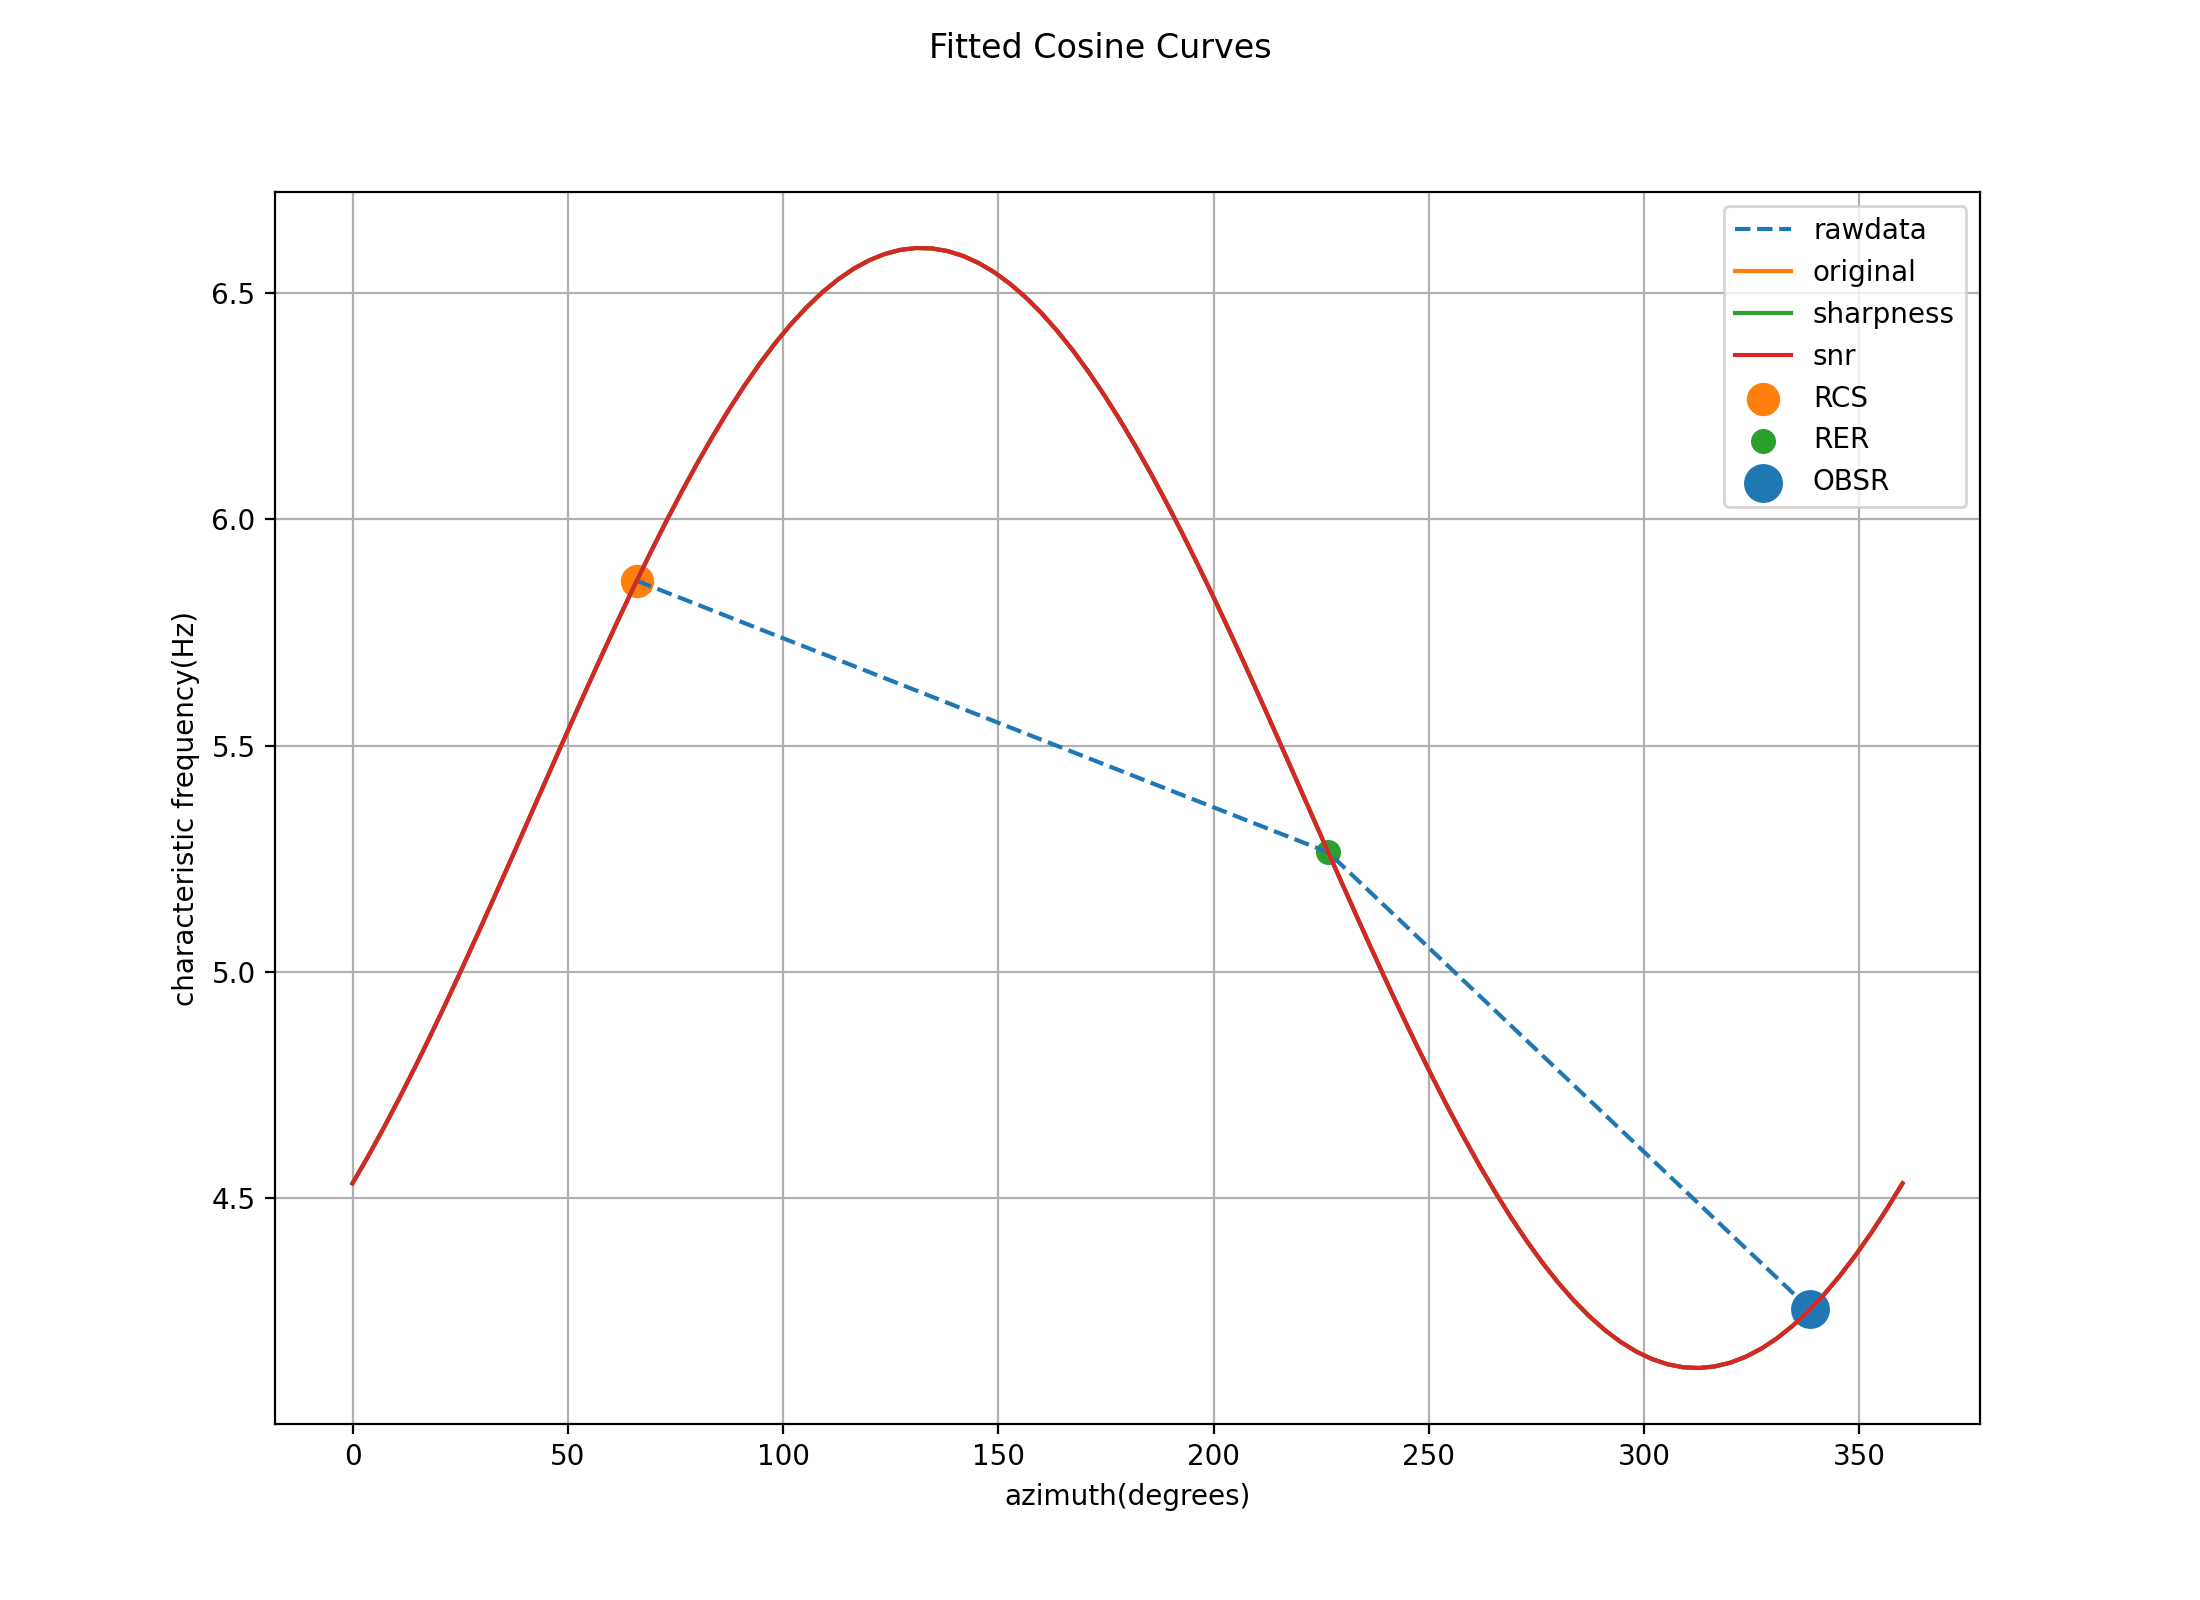 Fitted Cosine Curves
rawdata
original
sharpness
snr
RCS
RER
OBSR
6.5
6.0
5.5
5.0
4.5
characteristic frequency(Hz)
0 50 100 150 200 250 300 350
azimuth(degrees)